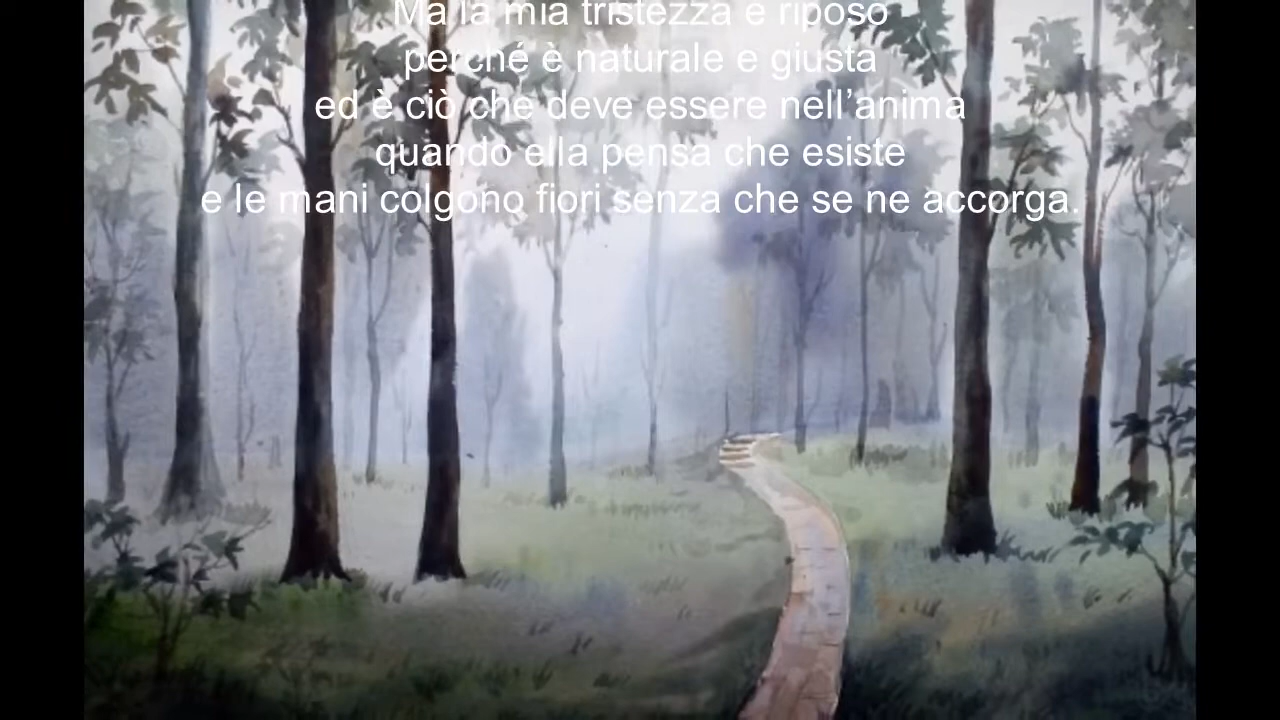 Ma la mia tristezza è riposo
perché è naturale e giusta
ed è ciò che deve essere nell’anima
quando ella pensa che esiste
e le mani colgono fiori senza che se ne accorga.